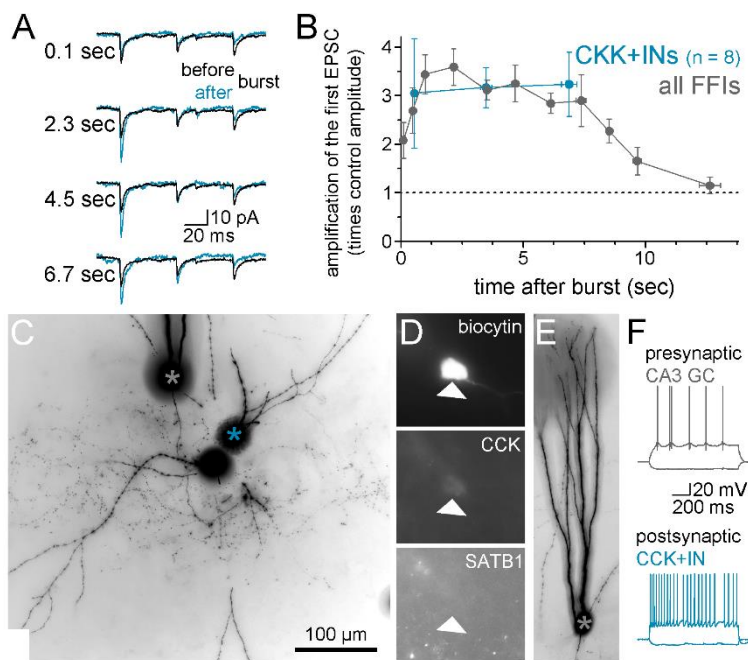 A
0.1 sec
before
after
burst
2.3 sec
4.5 sec
10 pA
20 ms
6.7 sec
B
amplification of the first EPSC
(times control amplitude)
4
3
2
1
0
5
10
time after burst (sec)
CKK+INs (n = 8)
all FFIs
C
*
*
100 µm
D
biocytin
CCK
SATB1
E
*
F
presynaptic
CA3 GC
20 mV
200 ms
postsynaptic
CCK+IN